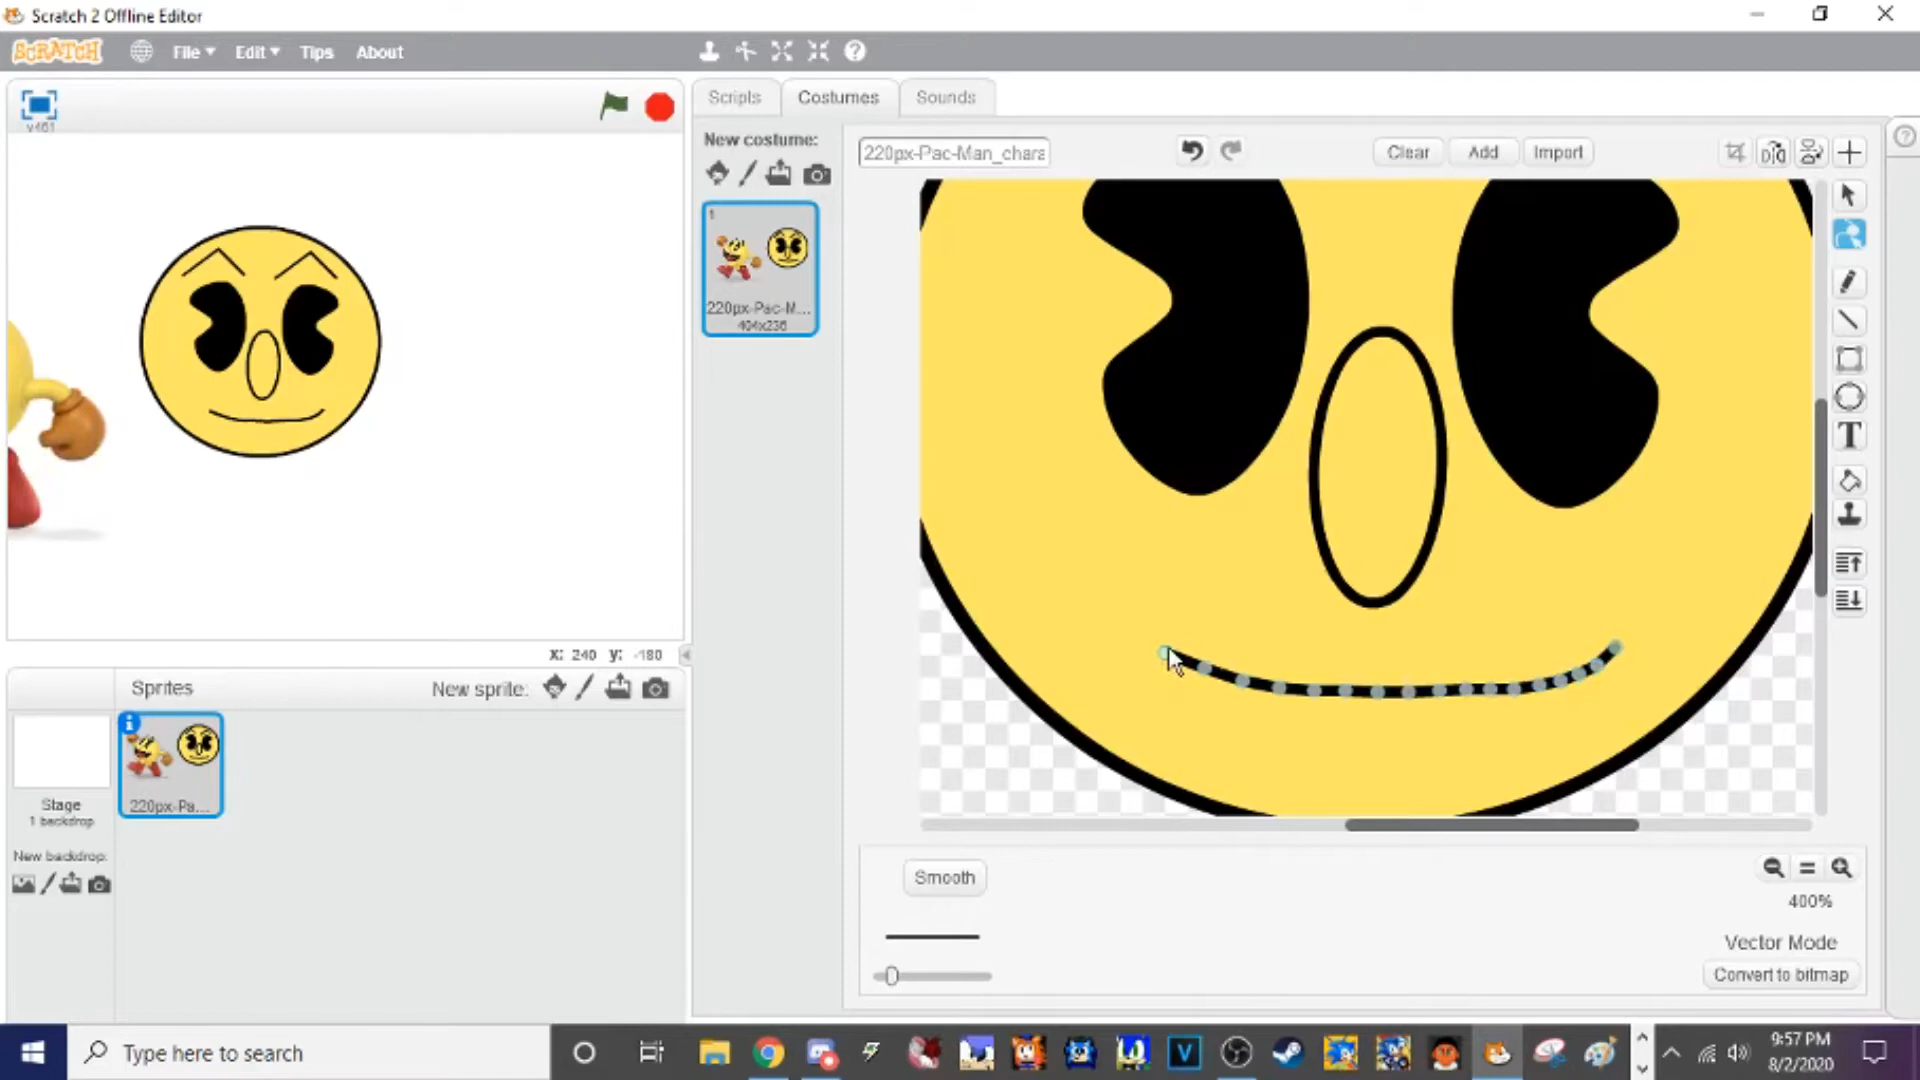 Scratch 2 Offline Editor
SCRATCH
File
Edit
Tips
About
v461
Scripts
Costumes
Sounds
New costume:
220px-Pac-Man_chara
Clear
Add
Import
1
220px-Pac-M...
404x236
x: 240 y: -180
Sprites
New sprite:
220px-Pa...
Stage
1 backdrop
New backdrop:
Smooth
400%
Vector Mode
Convert to bitmap
T
Type here to search
V
9:57 PM
8/2/2020